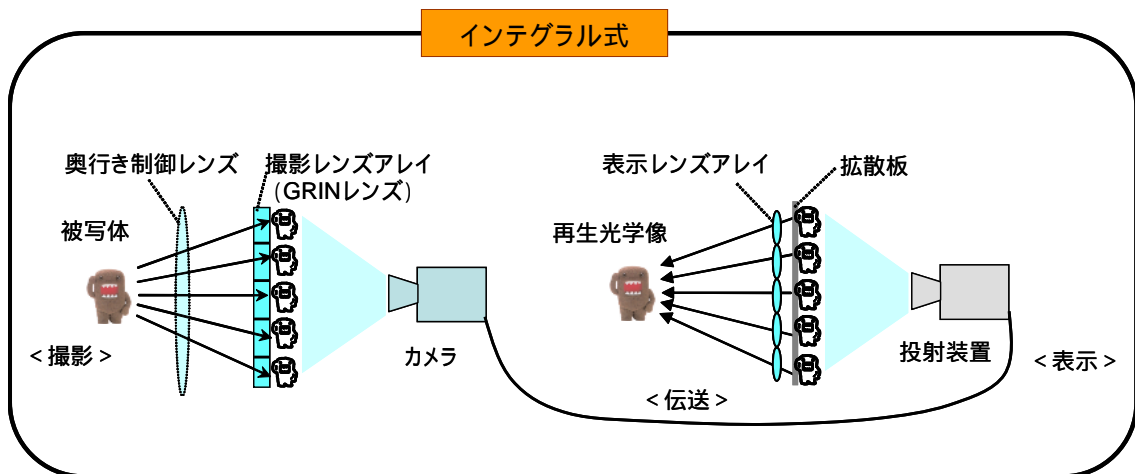 インテグラル式
奥行き制御レンズ
撮影レンズアレイ
(GRINレンズ)
被写体
<撮影>
カメラ
表示レンズアレイ
拡散板
再生光学像
投射装置
<伝送>
<表示>